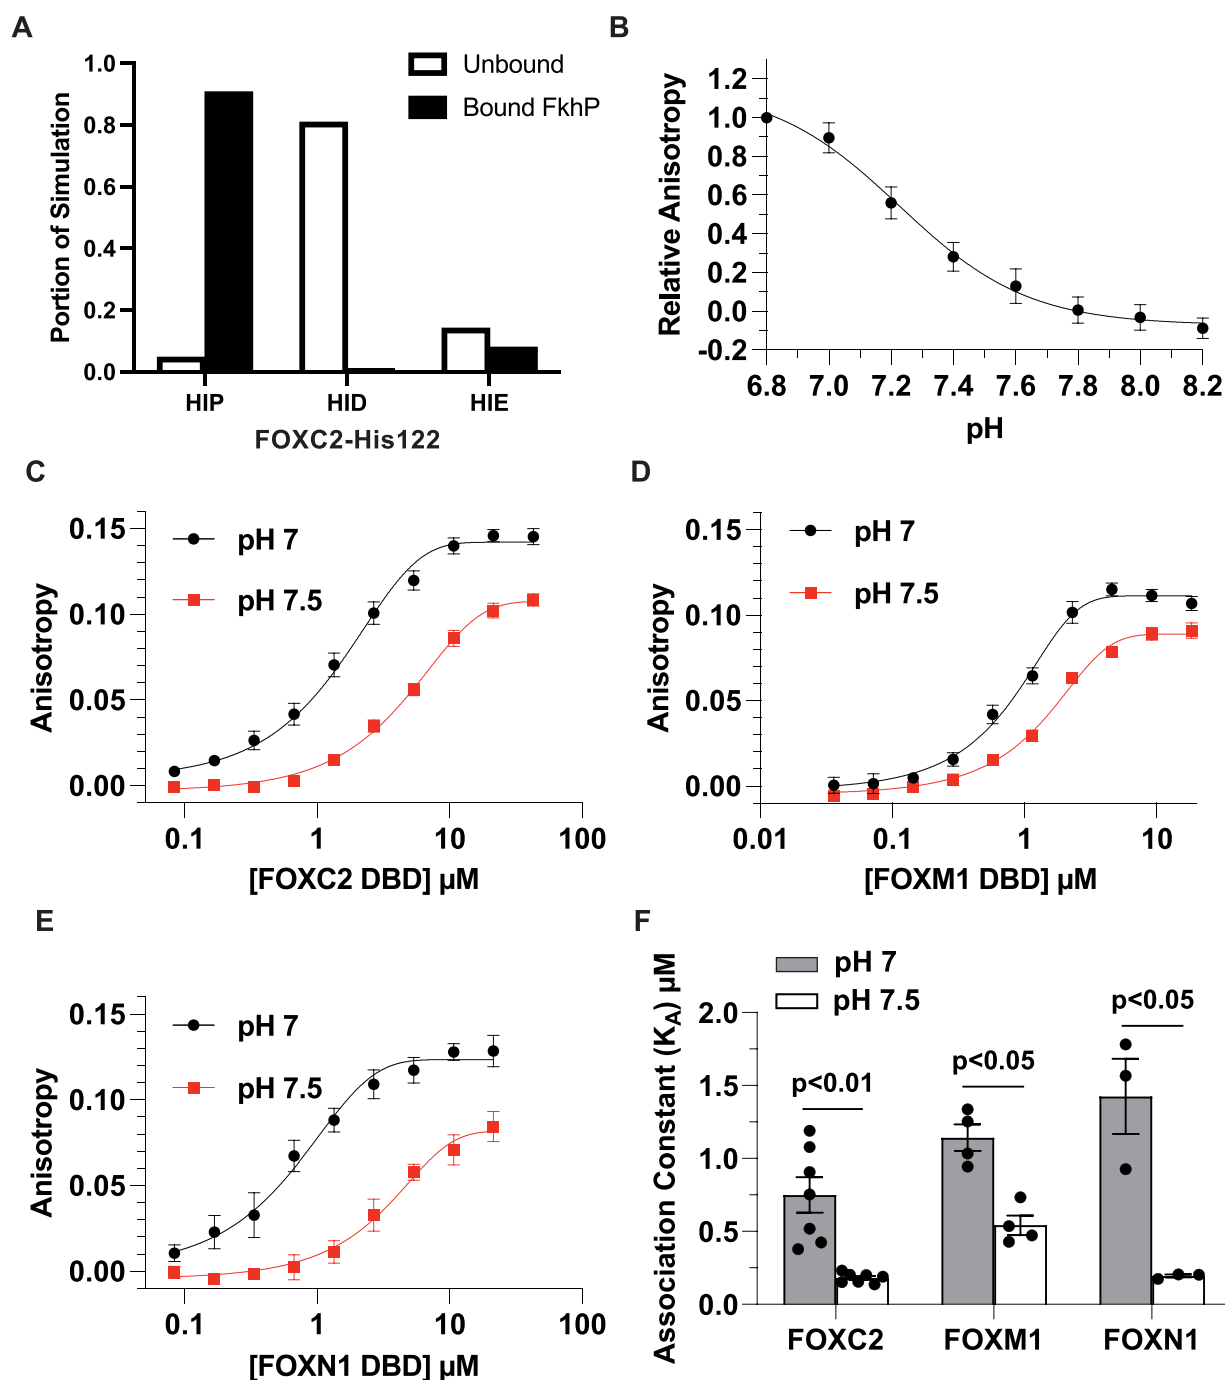 A
Portion of Simulation
1.0
0.8
0.6
0.4
0.2
0.0
Unbound
Bound FkhP
HIP HID HIE
FOXC2-His122
B
Relative Anisotropy
1.2
1.0
0.8
0.6
0.4
0.2
0.0
-0.2
6.8 7.0 7.2 7.4 7.6 7.8 8.0 8.2
pH
C
Anisotropy
0.15
0.10
0.05
0.00
pH 7
pH 7.5
0.1 1 10 100
[FOXC2 DBD] µM
D
Anisotropy
0.15
0.10
0.05
0.00
pH 7
pH 7.5
0.01 0.1 1 10
[FOXM1 DBD] µM
E
Anisotropy
0.15
0.10
0.05
0.00
pH 7
pH 7.5
0.1 1 10 100
[FOXN1 DBD] µM
F
Association Constant (KA) µM
pH 7
pH 7.5
2.0
1.5
1.0
0.5
0.0
p<0.01
p<0.05
p<0.05
FOXC2 FOXM1 FOXN1